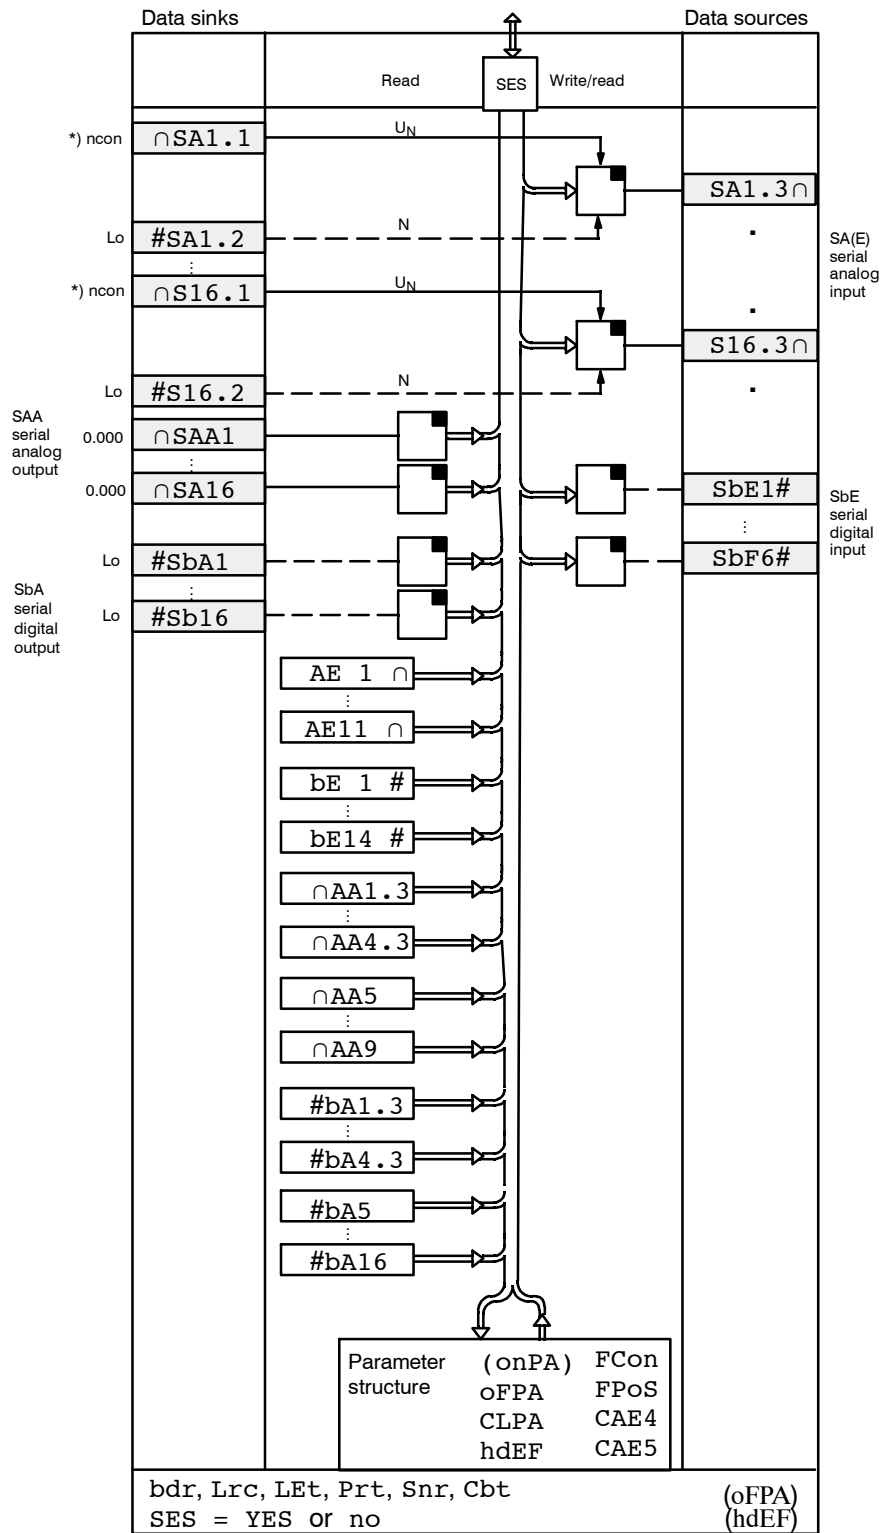 Data sinks
Data sources
Read
SES
Write/read
*) ncon
∩SA1.1
UN
SA1.3∩
Lo
#SA1.2
N
SA(E)
serial
analog
input
*) ncon
∩S16.1
UN
S16.3∩
Lo
#S16.2
N
SAA
serial
analog
output
0.000
∩SAA1
0.000
∩SA16
SbE1#
SbE
serial
digital
input
SbF6#
Lo
#SbA1
SbA
serial
digital
output
Lo
#Sb16
AE 1 ∩
AE11 ∩
bE 1 #
bE14 #
∩AA1.3
∩AA4.3
∩AA5
∩AA9
#bA1.3
#bA4.3
#bA5
#bA16
Parameter
structure
(onPA)
oFPA
CLPA
hdEF
FCon
FPoS
CAE4
CAE5
bdr, Lrc, LEt, Prt, Snr, Cbt
SES = YES or no
(oFPA)
(hdEF)